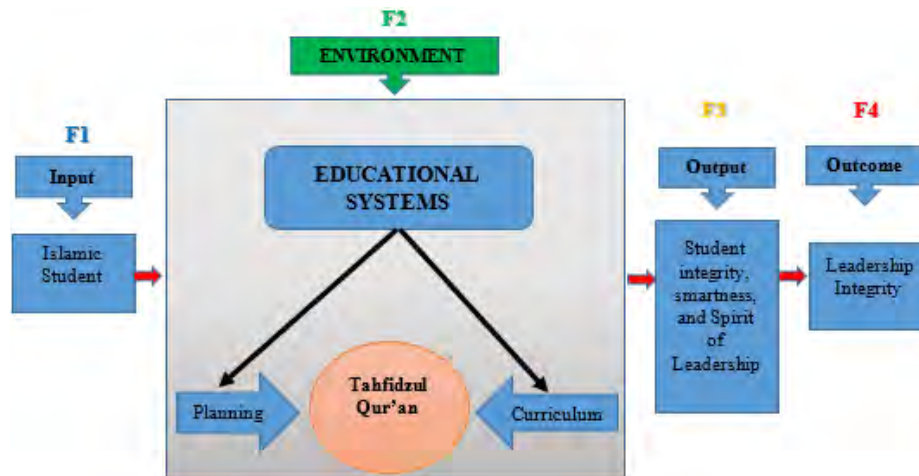 F2
ENVIRONMENT
F1
Input
Islamic
Student
EDUCATIONAL
SYSTEMS
Planning
Tahfidzul
Qur'an
Curriculum
F3
Output
Student
integrity,
smartness,
and Spirit
of
Leadership
F4
Outcome
Leadership
Integrity